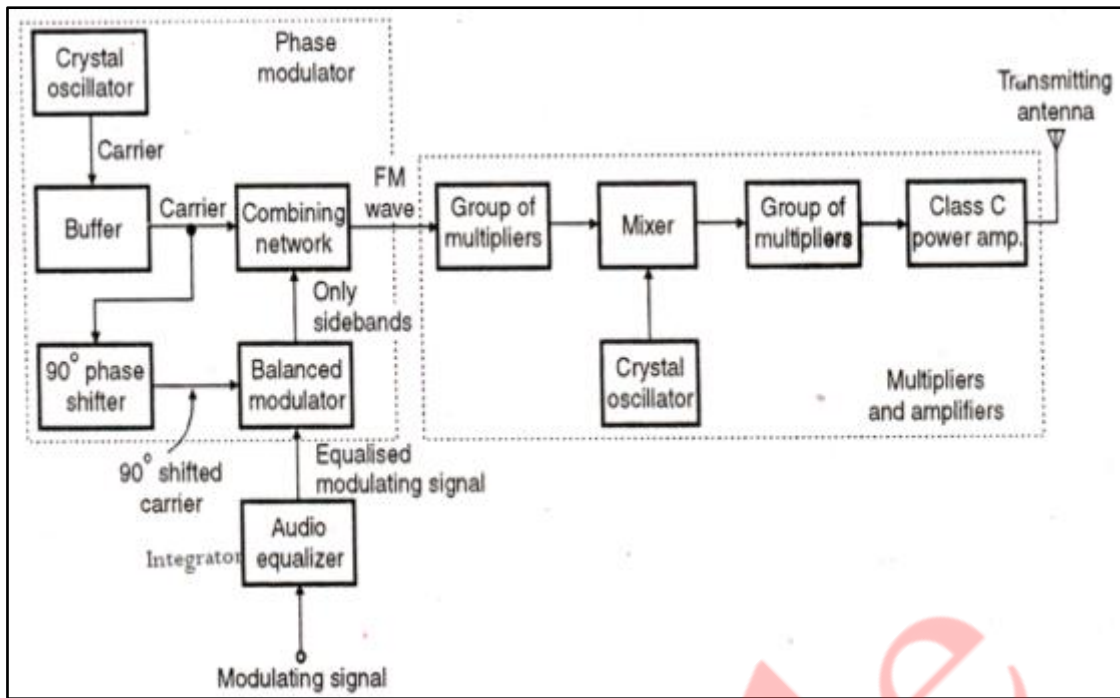 Crystal
oscillator
Phase
modulator
Carrier
Buffer
Carrier
Combining
network
FM
wave
Group of
multipliers
Mixer
Group of
multipliers
Class C
power amp.
Transmitting
antenna
Only
sidebands
90° phase
shifter
Balanced
modulator
Crystal
oscillator
Multipliers
and amplifiers
90° shifted
carrier
Equalised
modulating signal
Integrator
Audio
equalizer
Modulating signal